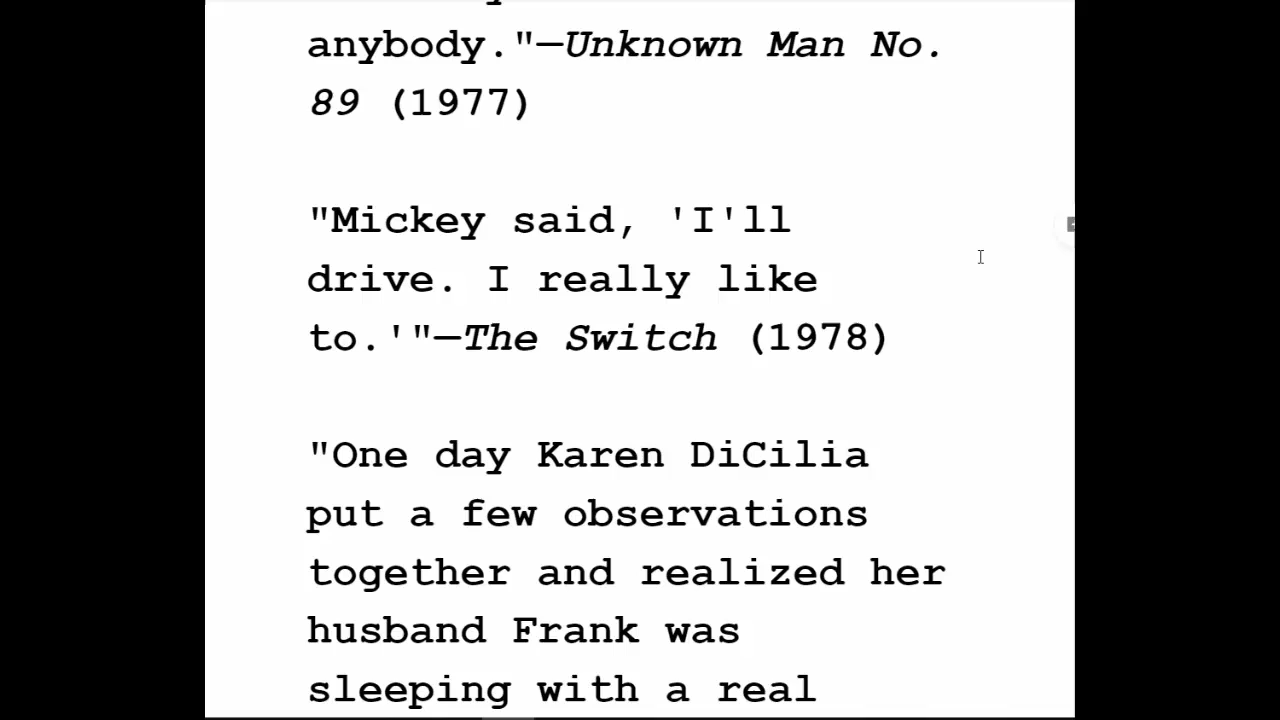 anybody."—Unknown Man No.
89 (1977)
"Mickey said, 'I'll
drive. I really like
to.'"—The Switch (1978)
"One day Karen DiCilia
put a few observations
together and realized her
husband Frank was
sleeping with a real